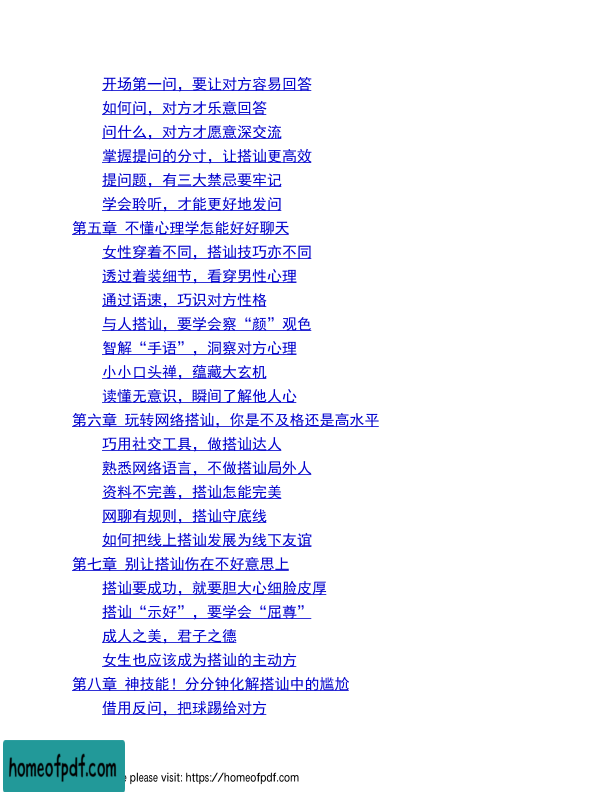 开场第一问，要让对方容易回答
如何问，对方才乐意回答
问什么，对方才愿意深交流
掌握提问的分寸，让搭讪更高效
提问题，有三大禁忌要牢记
学会聆听，才能更好地发问
第五章 不懂心理学怎能好好聊天
女性穿着不同，搭讪技巧亦不同
透过着装细节，看穿男性心理
通过语速，巧识对方性格
与人搭讪，要学会察“颜”观色
智解“手语”，洞察对方心理
小小口头禅，蕴藏大玄机
读懂无意识，瞬间了解他人心
第六章 玩转网络搭讪，你是不及格还是高水平
巧用社交工具，做搭讪达人
熟悉网络语言，不做搭讪局外人
资料不完善，搭讪怎能完美
网聊有规则，搭讪守底线
如何把线上搭讪发展为线下友谊
第七章 别让搭讪伤在不好意思上
搭讪要成功，就要胆大心细脸皮厚
搭讪“示好”，要学会“屈尊”
成人之美，君子之德
女生也应该成为搭讪的主动方
第八章 神技能！分分钟化解搭讪中的尴尬
借用反问，把球踢给对方
homeofpdf.com
please visit: https://homeofpdf.com